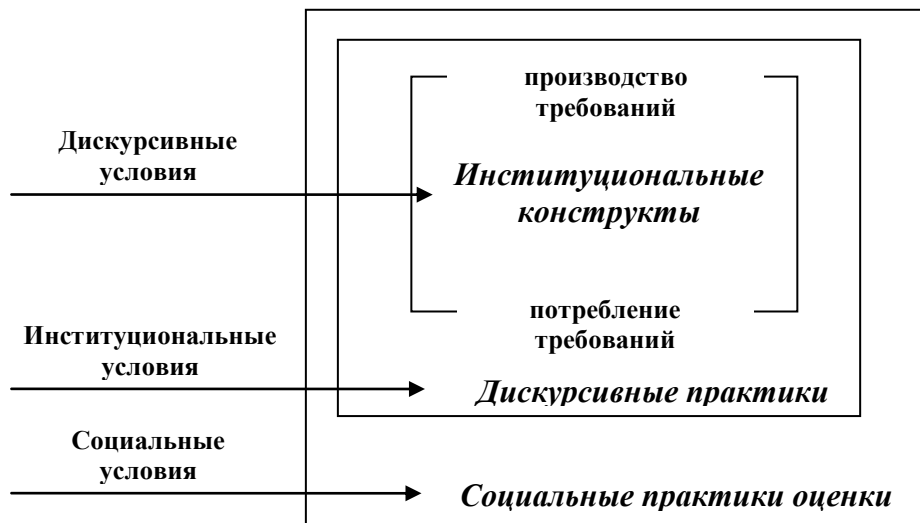 производство
требований
Дискурсивные
условия
Институциональные
конструкты
потребление
требований
Институциональные
условия
Дискурсивные практики
Социальные
условия
Социальные практики оценки